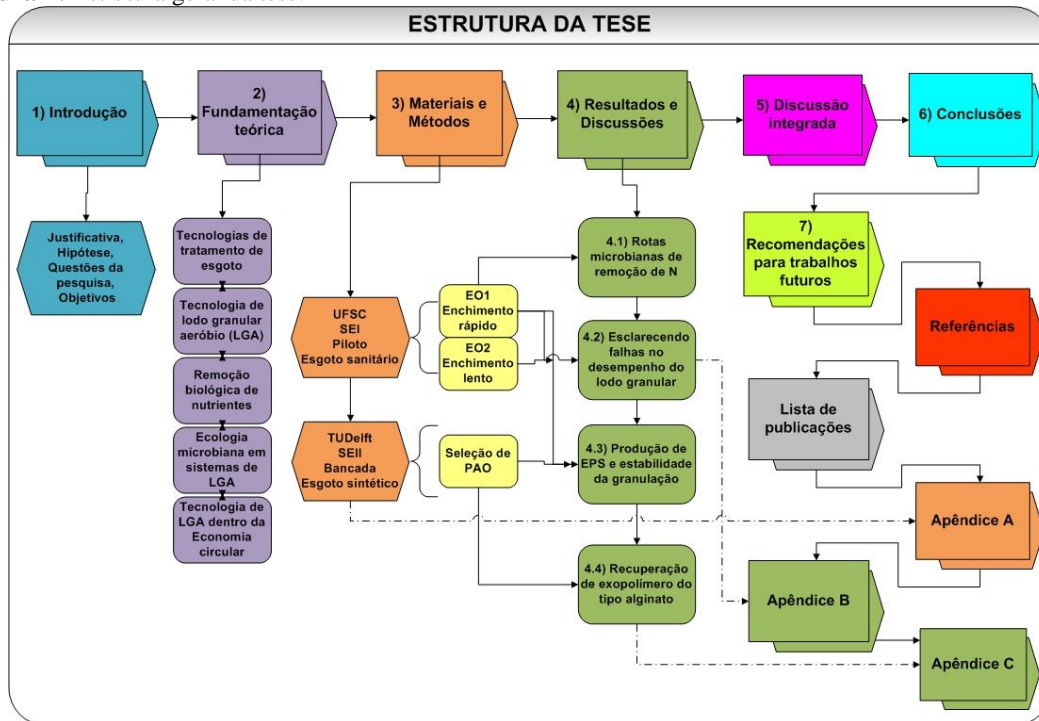 ESTRUTURA DA TESE
1) Introdução
2)
Fundamentação
teórica
3) Materiais e
Métodos
4) Resultados e
Discussões
5) Discussão
integrada
6) Conclusões
Justificativa,
Hipótese,
Questões da
pesquisa,
Objetivos
Tecnologias de
tratamento de
esgoto
Tecnologia de
lodo granular
aeróbio (LGA)
Remoção
biológica de
nutrientes
Ecologia
microbiana em
sistemas de
LGA
Tecnologia de
LGA dentro da
Economia
circular
UFSC
SEI
Piloto
Esgoto sanitário
TUDelft
SEII
Bancada
Esgoto sintético
EO1
Enchimento
rápido
EO2
Enchimento
lento
Seleção de
PAO
4.1) Rotas
microbianas de
remoção de N
4.2) Esclarecendo
falhas no
desempenho do
lodo granular
4.3) Produção de
EPS e estabilidade
da granulação
4.4) Recuperação
de exopolímero do
tipo alginato
7)
Recomendações
para trabalhos
futuros
Referências
Lista de
publicações
Apêndice A
Apêndice B
Apêndice C